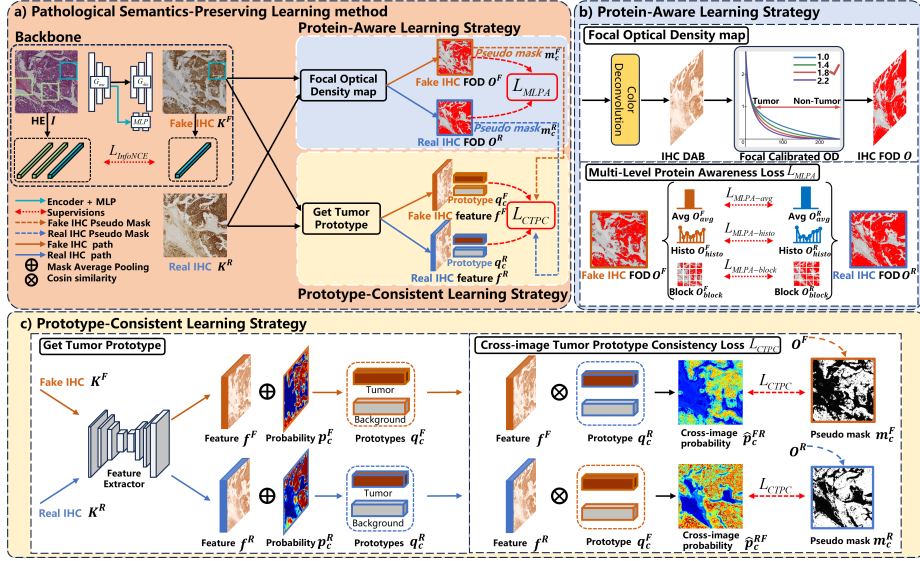 a) Pathological Semantics-Preserving Learning method
Backbone
G_enc
G_dec
MLP
HE I
Fake IHC K^F
L_InfoNCE
Encoder + MLP
Supervisions
Fake IHC Pseudo Mask
Real IHC Pseudo Mask
Fake IHC path
Real IHC path
Mask Average Pooling
Cosin similarity
Real IHC K^R
Protein-Aware Learning Strategy
Focal Optical
Density map
Pseudo mask m_c^F
Fake IHC FOD O^F
L_MLPA
Pseudo mask m_c^R
Real IHC FOD O^R
Get Tumor
Prototype
Prototype q_c^F
Fake IHC feature f^F
L_CTPC
Prototype q_c^R
Real IHC feature f^R
Prototype-Consistent Learning Strategy
b) Protein-Aware Learning Strategy
Focal Optical Density map
Color
Deconvolution
IHC DAB
1.0
1.4
1.8
2.2
Tumor
Non-Tumor
0
100
200
Focal Calibrated OD
IHC FOD O
Multi-Level Protein Awareness Loss L_MLPA
Fake IHC FOD O^F
Avg O_avg^F
L_MLPA-avg
Avg O_avg^R
Histo O_histo^F
L_MLPA-histo
Histo O_histo^R
Block O_block^F
L_MLPA-block
Block O_block^R
Real IHC FOD O^R
c) Prototype-Consistent Learning Strategy
Get Tumor Prototype
Fake IHC K^F
Real IHC K^R
Feature
Extractor
Feature f^F
Probability p_c^F
Tumor
Background
Prototypes q_c^F
Feature f^R
Probability p_c^R
Tumor
Background
Prototypes q_c^R
Cross-image Tumor Prototype Consistency Loss L_CTPC
O^F
Feature f^F
Prototype q_c^R
Cross-image
probability p̂_c^FR
L_CTPC
Pseudo mask m_c^F
O^R
Feature f^R
Prototype q_c^F
Cross-image
probability p̂_c^RF
L_CTPC
Pseudo mask m_c^R